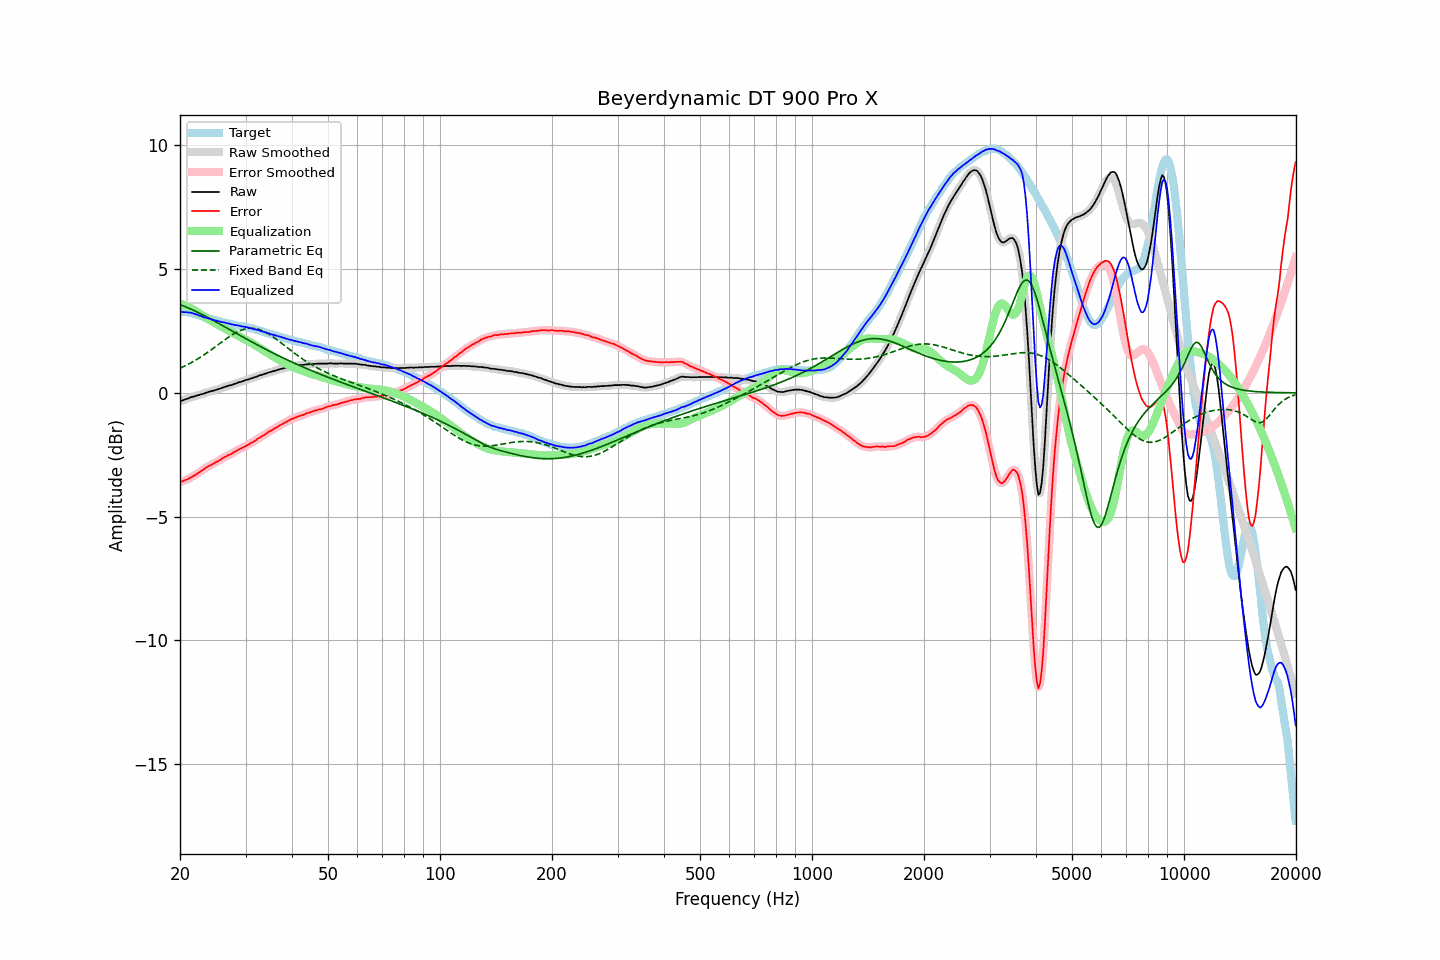 Beyerdynamic DT 900 Pro X
Target
Raw Smoothed
Error Smoothed
Raw
Error
Equalization
Parametric Eq
Fixed Band Eq
Equalized
10
5
0
−5
−10
−15
Amplitude (dBr)
20 50 100 200 500 1000 2000 5000 10000 20000
Frequency (Hz)